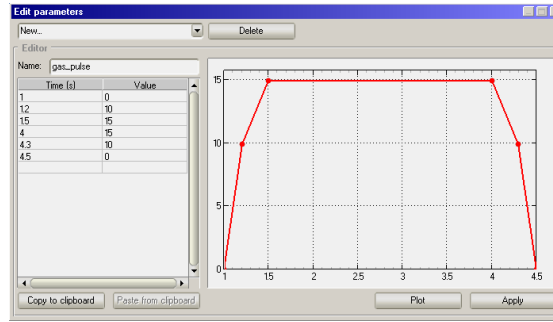 Edit parameters
New...
Delete
Editor
Name: gas_pulse
Time (s) Value
1 0
1.2 10
1.5 15
4 15
4.3 10
4.5 0
15
10
5
0
1 1.5 2 2.5 3 3.5 4 4.5
Copy to clipboard Paste from clipboard Plot Apply